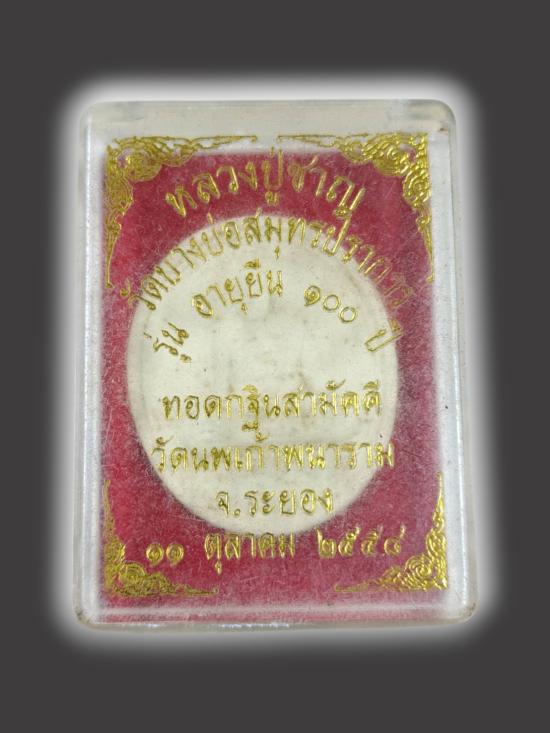 หลวงปู่ชาญ
วัดบางบ่อสมุทรปราการ
รุ่น อายุยืน ๑๐๐ ปี
ทอดกฐินสามัคคี
วัดนพเก้าพนาราม
จ.ระยอง
๑๑ ตุลาคม ๒๕๕๘